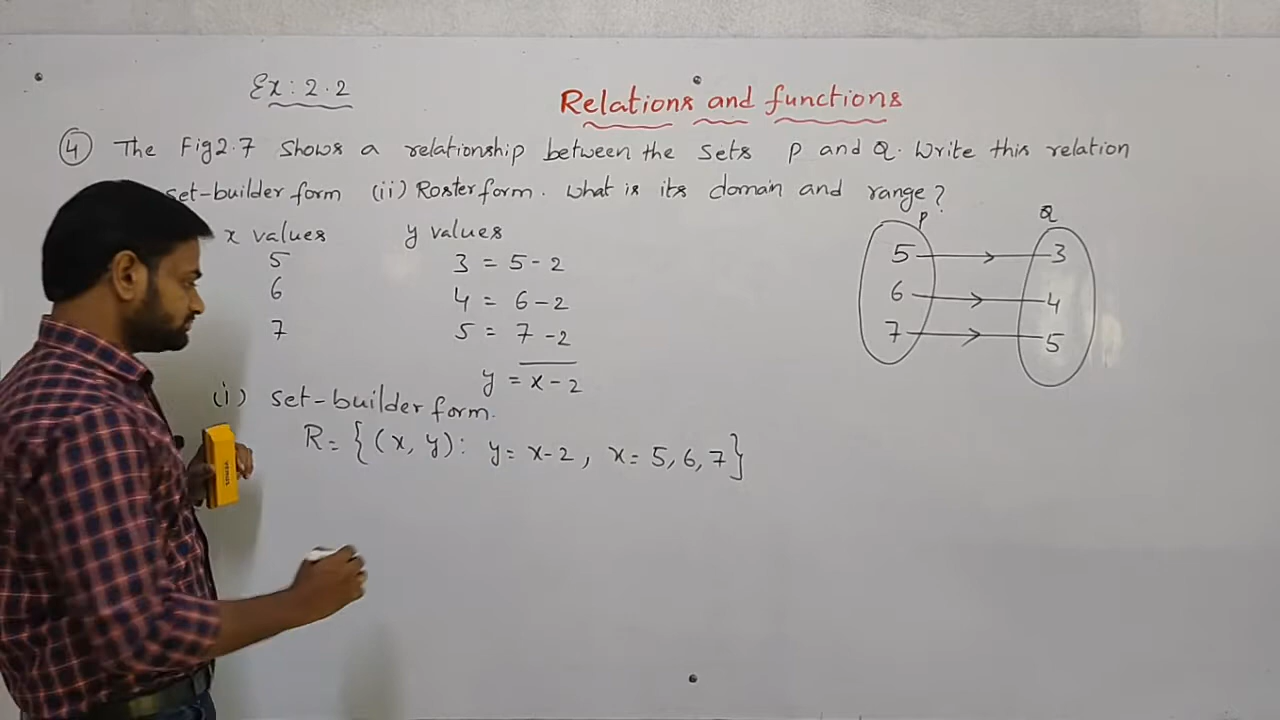 Ex: 2.2
Relations and functions
④ The Fig 2.7 shows a relationship between the sets P and Q. Write this relation
set-builder form (ii) Roster form. What is its domain and range?
x values y values
5 3 = 5-2
6 4 = 6-2
7 5 = 7-2
y = x-2
P Q
5 3
6 4
7 5
(i) set-builder form.
R = {(x, y): y = x-2, x = 5, 6, 7}